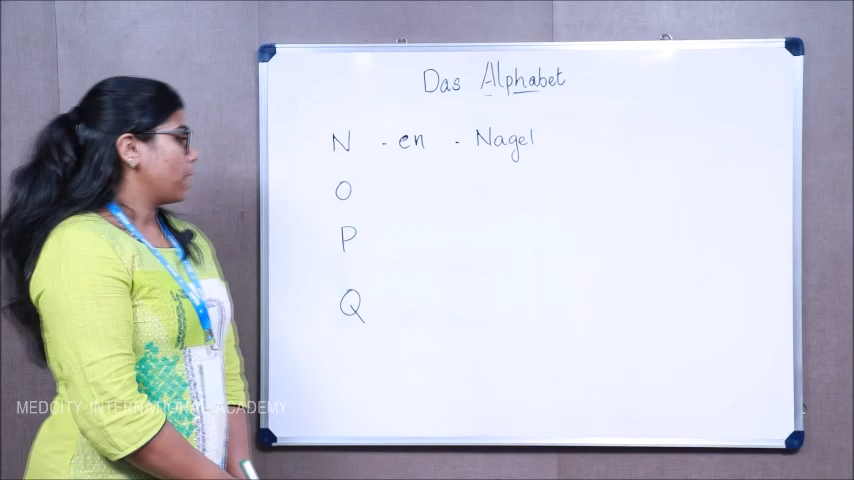 Das Alphabet
N - en - Nagel
O
P
Q
MEDCITY INTERNATIONAL ACADEMY